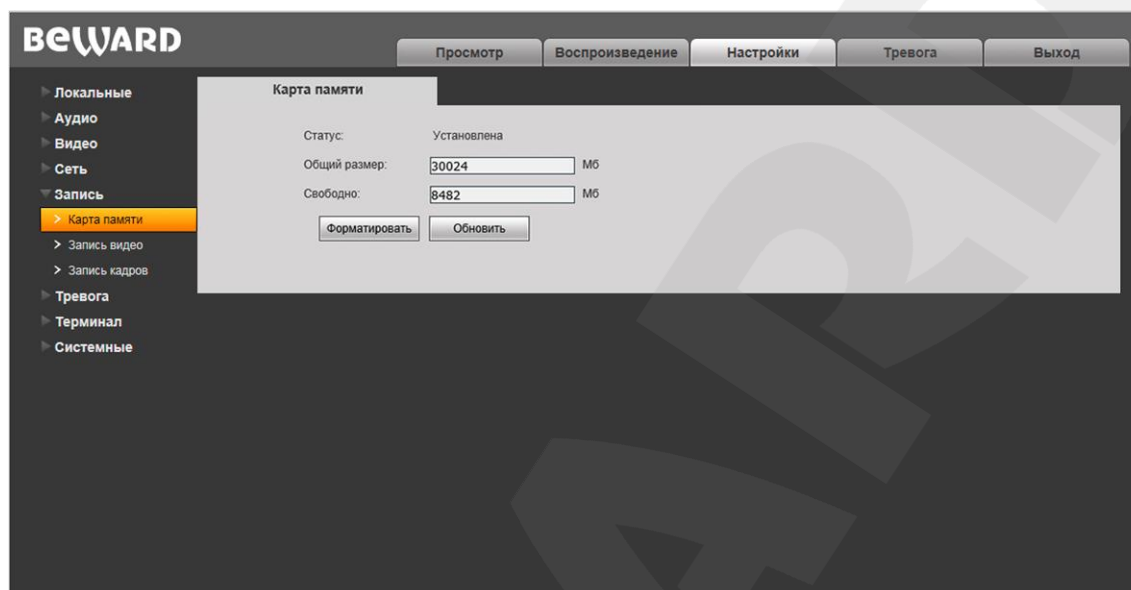 BEWARD
Просмотр Воспроизведение Настройки Тревога Выход
Локальные
Аудио
Видео
Сеть
Запись
Карта памяти
Запись видео
Запись кадров
Тревога
Терминал
Системные
Карта памяти
Статус: Установлена
Общий размер: 30024 Мб
Свободно: 8482 Мб
Форматировать Обновить